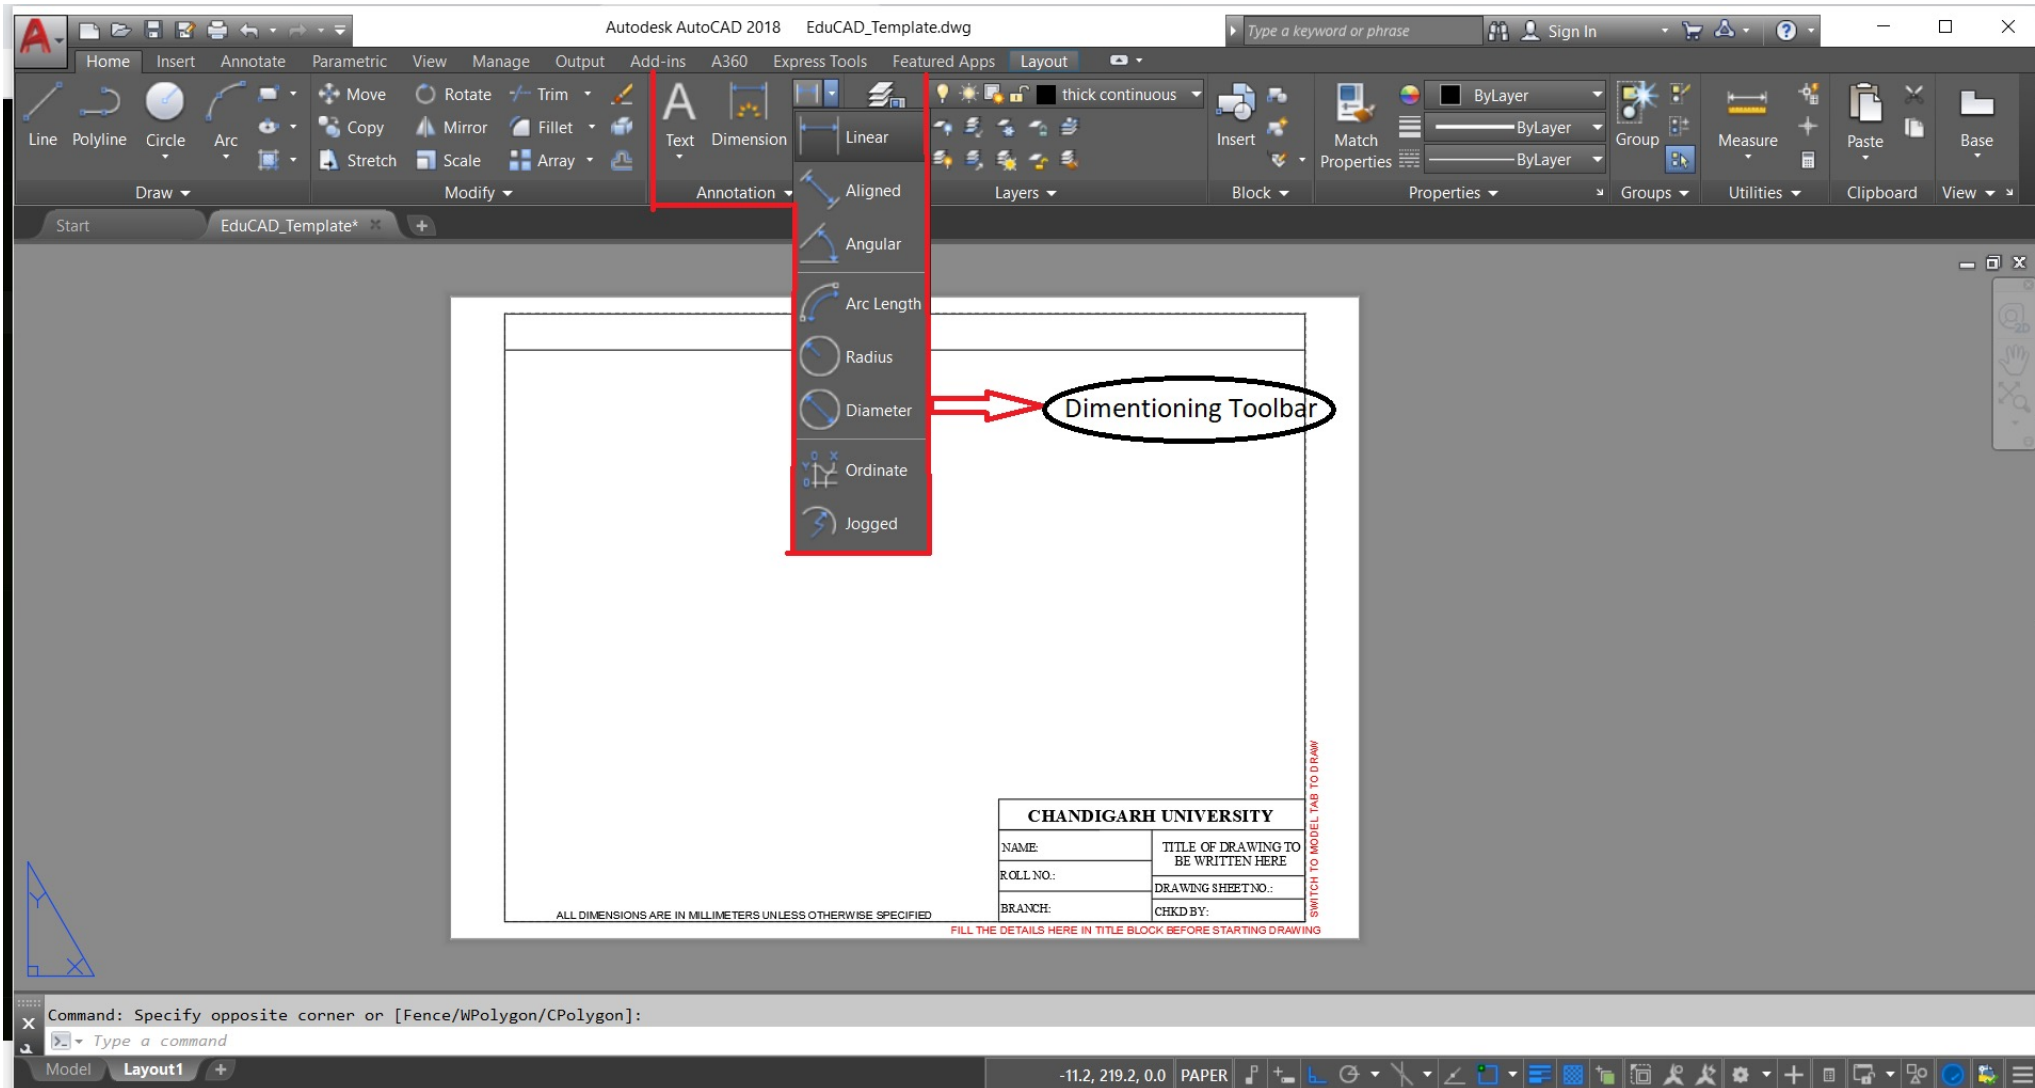 Autodesk AutoCAD 2018 EduCAD_Template.dwg
Type a keyword or phrase
Sign In
Home Insert Annotate Parametric View Manage Output Add-ins A360 Express Tools Featured Apps Layout
Line Polyline Circle Arc
Move Rotate Trim
Copy Mirror Fillet
Stretch Scale Array
Text Dimension
Linear
Aligned
Angular
Arc Length
Radius
Diameter
Ordinate
Jogged
thick continuous
Insert
Match
Properties
ByLayer
ByLayer
ByLayer
Group
Measure
Paste
Base
Draw Modify Annotation Layers Block Properties Groups Utilities Clipboard View
Start EduCAD_Template*
Dimentioning Toolbar
CHANDIGARH UNIVERSITY
NAME:
ROLL NO.:
BRANCH:
TITLE OF DRAWING TO
BE WRITTEN HERE
DRAWING SHEET NO.:
CHKD BY:
SWITCH TO MODEL TAB TO DRAW
ALL DIMENSIONS ARE IN MILLIMETERS UNLESS OTHERWISE SPECIFIED
FILL THE DETAILS HERE IN TITLE BLOCK BEFORE STARTING DRAWING
Y
X
Command: Specify opposite corner or [Fence/WPolygon/CPolygon]:
Type a command
Model Layout1
-11.2, 219.2, 0.0 PAPER